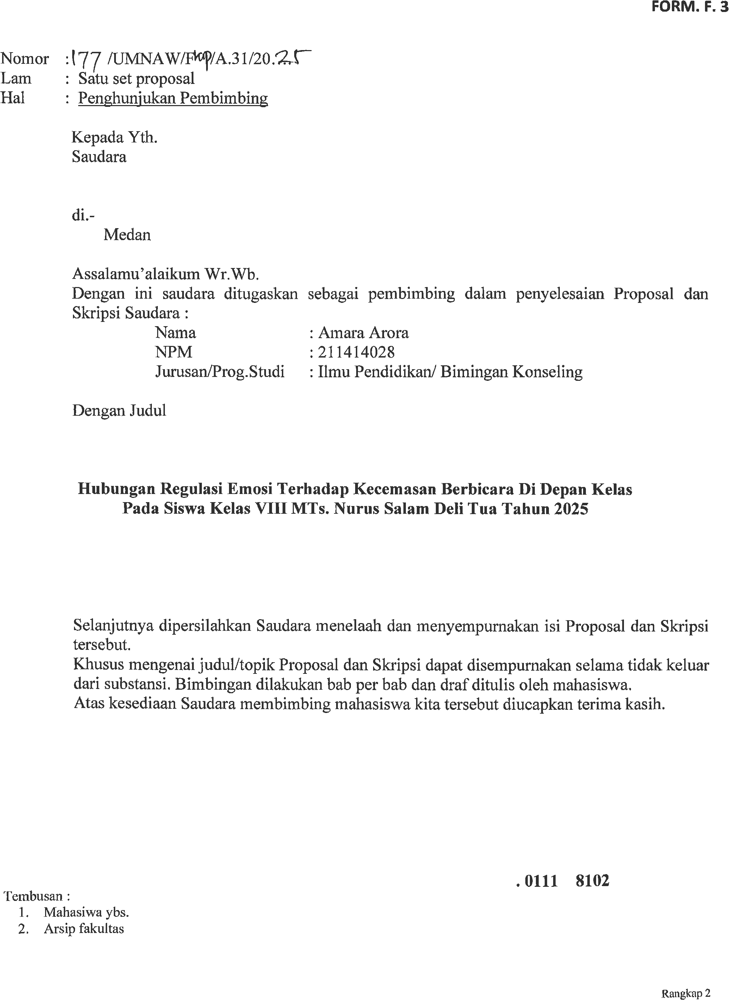 FORM. F. 3
Nomor : 177 /UMNAW/Fkip/A.31/20.25
Lam : Satu set proposal
Hal : Penghunjukan Pembimbing
Kepada Yth.
Saudara
di.-
Medan
Assalamu'alaikum Wr.Wb.
Dengan ini saudara ditugaskan sebagai pembimbing dalam penyelesaian Proposal dan
Skripsi Saudara :
Nama : Amara Arora
NPM : 211414028
Jurusan/Prog.Studi : Ilmu Pendidikan/ Bimingan Konseling
Dengan Judul
Hubungan Regulasi Emosi Terhadap Kecemasan Berbicara Di Depan Kelas
Pada Siswa Kelas VIII MTs. Nurus Salam Deli Tua Tahun 2025
Selanjutnya dipersilahkan Saudara menelaah dan menyempurnakan isi Proposal dan Skripsi
tersebut.
Khusus mengenai judul/topik Proposal dan Skripsi dapat disempurnakan selama tidak keluar
dari substansi. Bimbingan dilakukan bab per bab dan draf ditulis oleh mahasiswa.
Atas kesediaan Saudara membimbing mahasiswa kita tersebut diucapkan terima kasih.
. 0111 8102
Tembusan :
1. Mahasiwa ybs.
2. Arsip fakultas
Rangkap 2